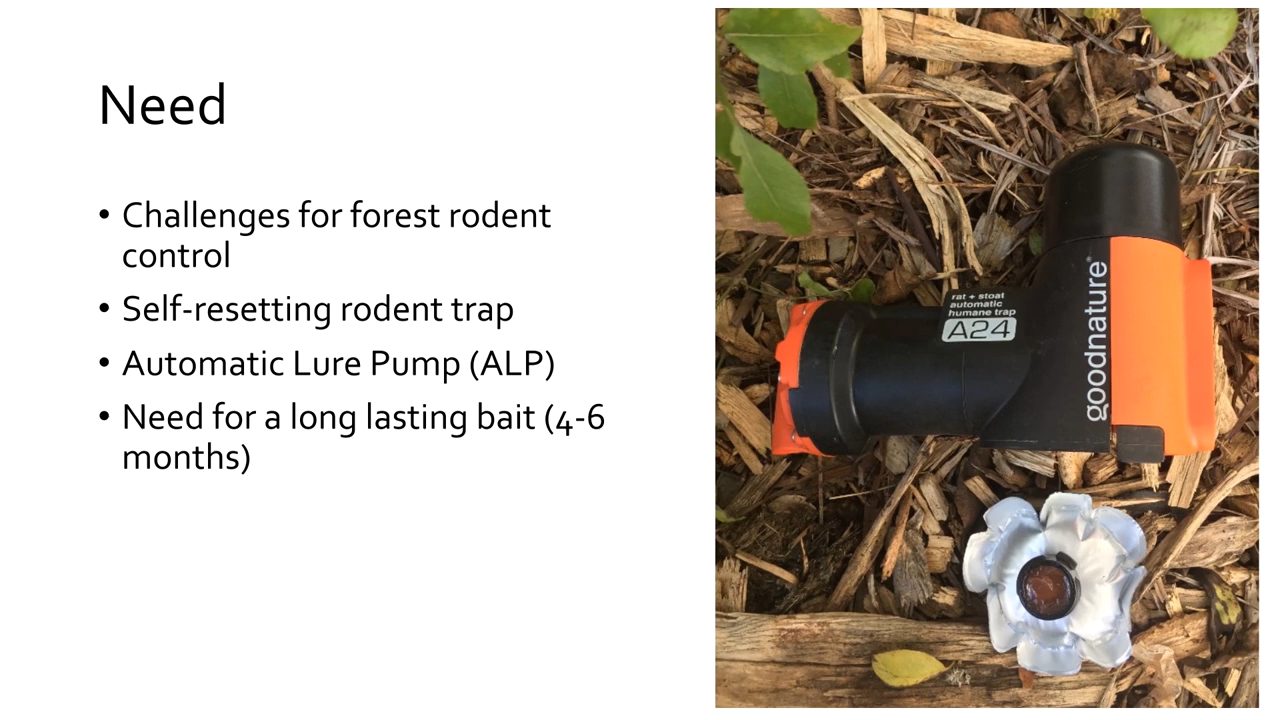 Need
• Challenges for forest rodent
control
• Self-resetting rodent trap
• Automatic Lure Pump (ALP)
• Need for a long lasting bait (4-6
months)
rat + stoat
automatic
humane trap
A24
goodnature®